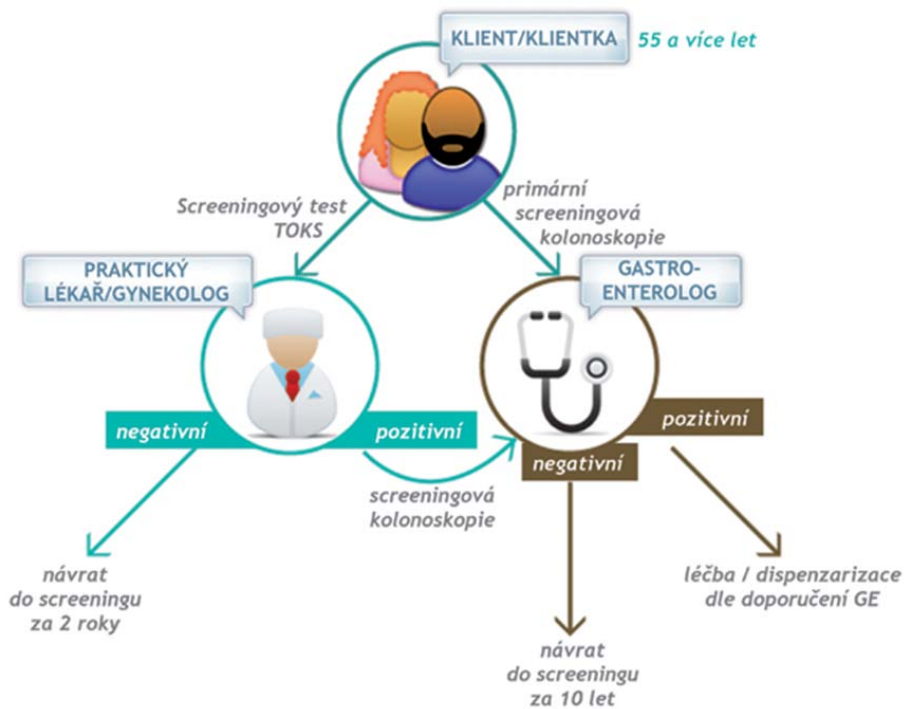 KLIENT/KLIENTKA
55 a více let
Screeningový test
TOKS
primární
screeningová
kolonoskopie
PRAKTICKÝ
LÉKAŘ/GYNEKOLOG
GASTRO-
ENTEROLOG
negativní
pozitivní
screeningová
kolonoskopie
negativní
pozitivní
návrat
do screeningu
za 2 roky
návrat
do screeningu
za 10 let
léčba / dispenzarizace
dle doporučení GE